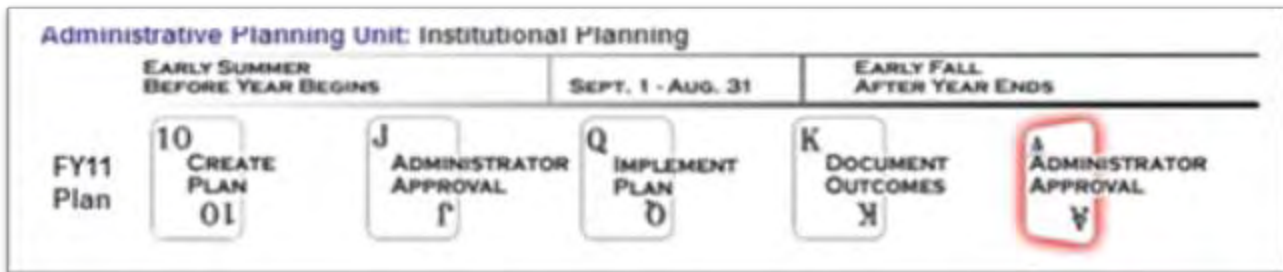 Administrative Planning Unit: Institutional Planning
EARLY SUMMER
BEFORE YEAR BEGINS
SEPT. 1 - AUG. 31
EARLY FALL
AFTER YEAR ENDS
FY11
Plan
10
CREATE
PLAN
10
J
ADMINISTRATOR
APPROVAL
J
Q
IMPLEMENT
PLAN
Q
K
DOCUMENT
OUTCOMES
K
A
ADMINISTRATOR
APPROVAL
A